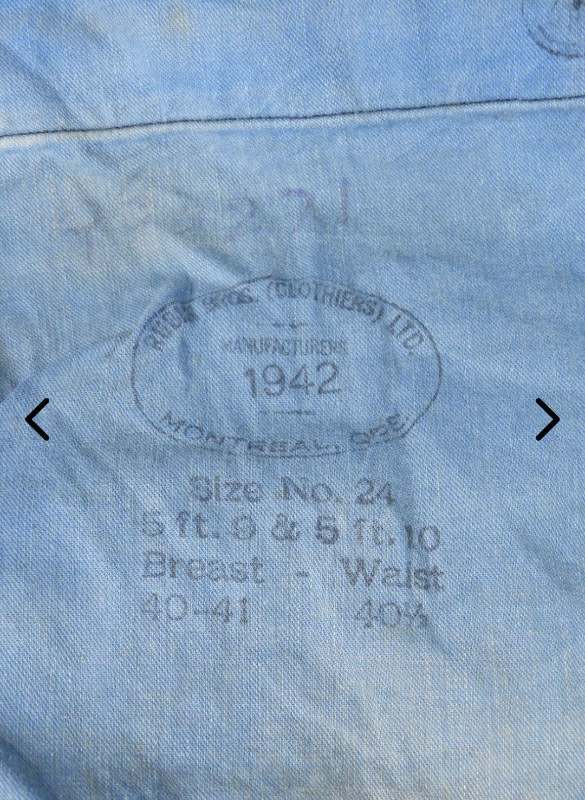 RUBIN BROS. (CLOTHIERS) LTD.
MANUFACTURERS
1942
MONTREAL, QUE.
Size No. 24
5 ft. 9 & 5 ft. 10
Breast - Waist
40-41 40½